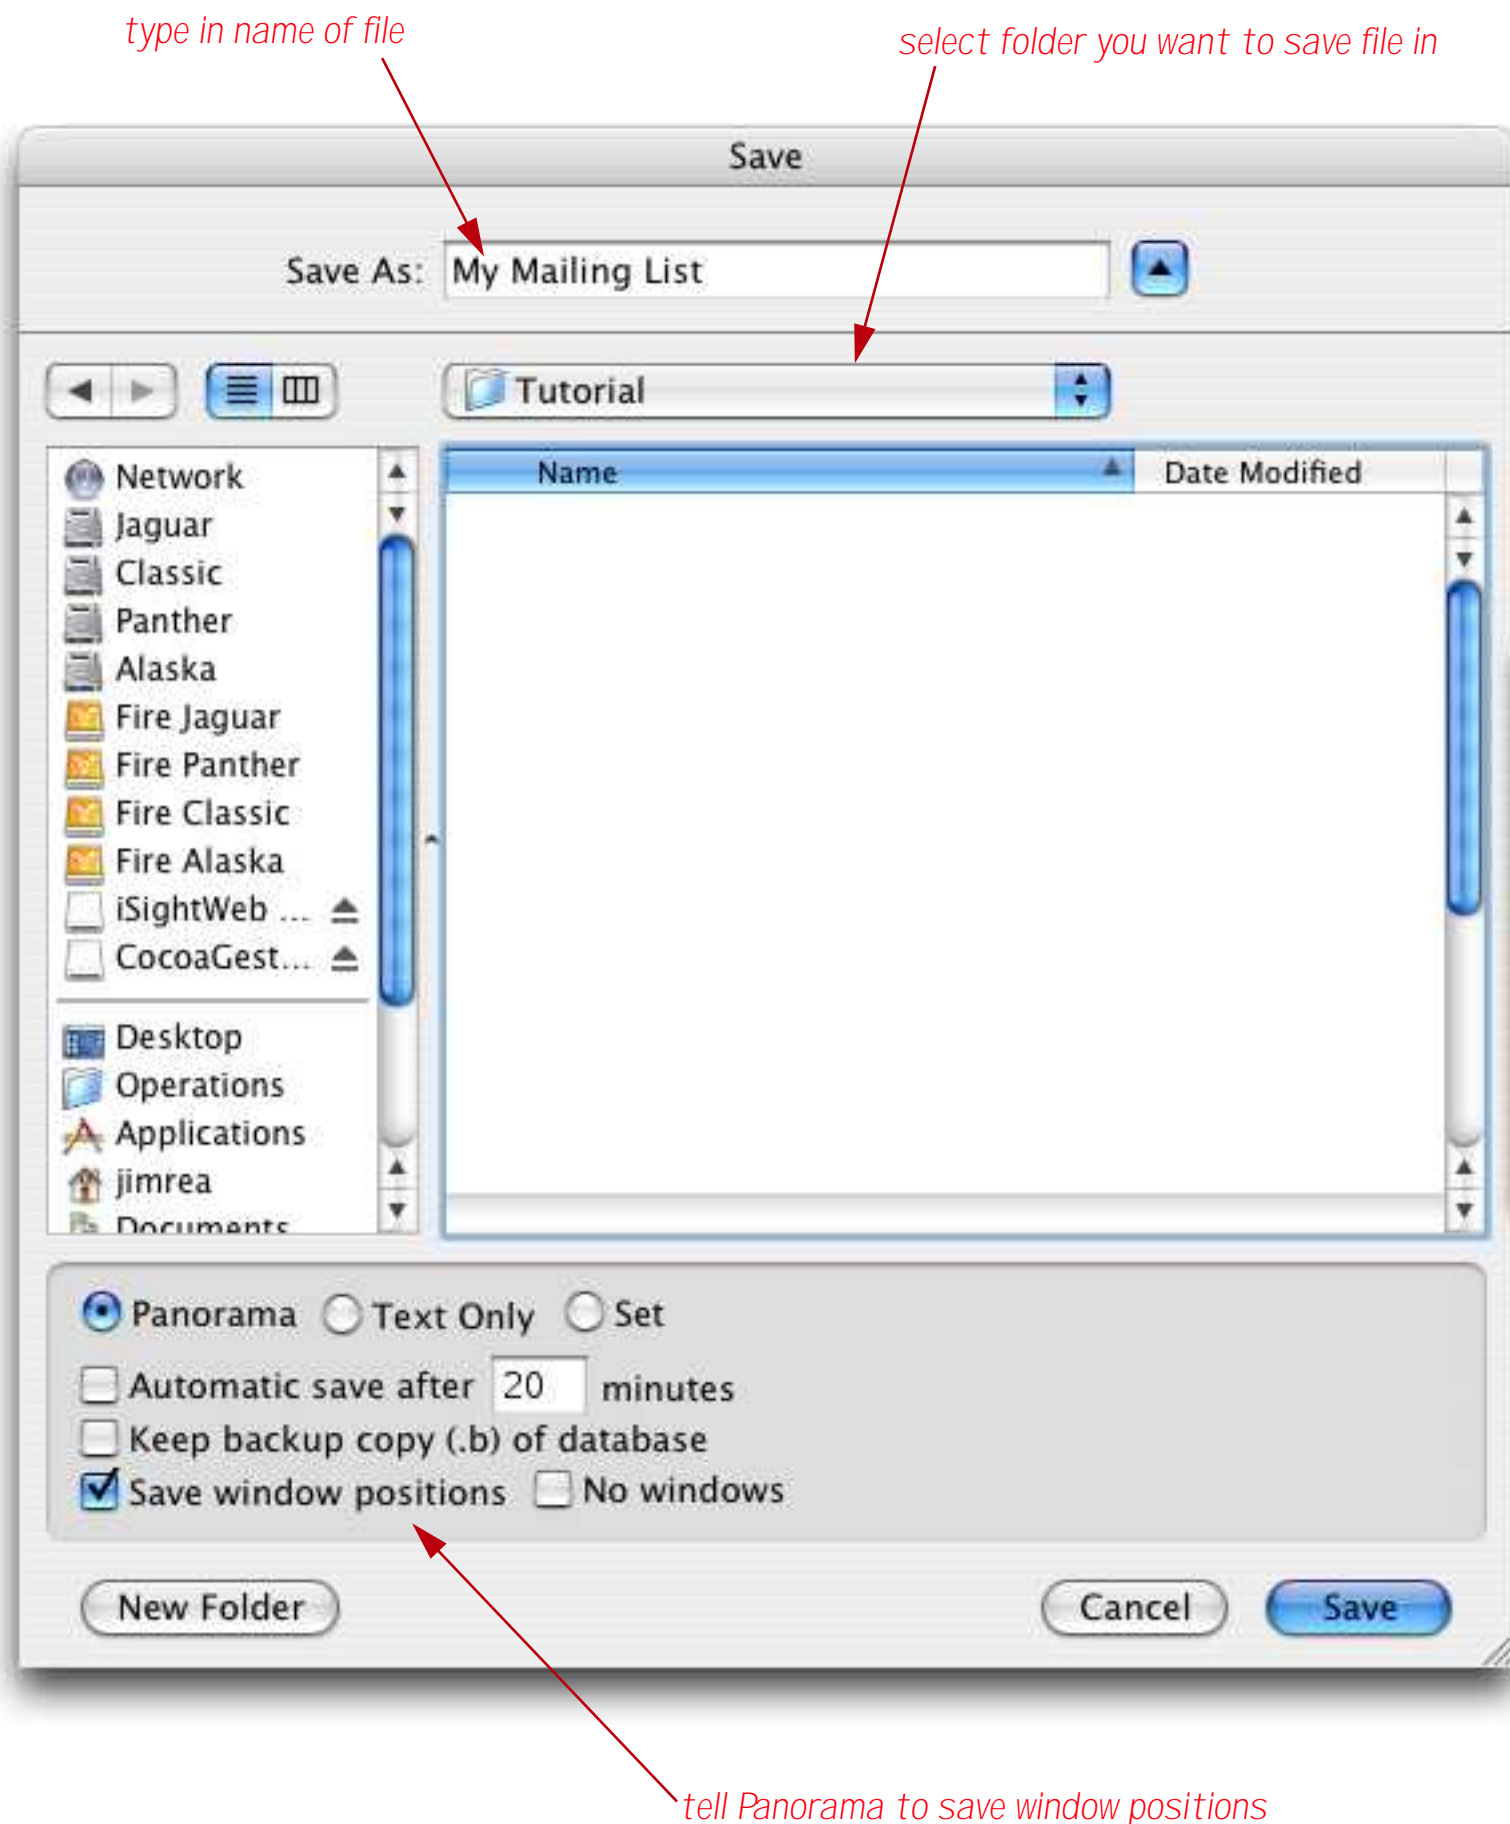 type in name of file
select folder you want to save file in
Save
Save As: My Mailing List
Tutorial
Name Date Modified
Network
Jaguar
Classic
Panther
Alaska
Fire Jaguar
Fire Panther
Fire Classic
Fire Alaska
iSightWeb ...
CocoaGest...
Desktop
Operations
Applications
jimrea
Documents
Panorama Text Only Set
Automatic save after 20 minutes
Keep backup copy (.b) of database
Save window positions No windows
New Folder Cancel Save
tell Panorama to save window positions